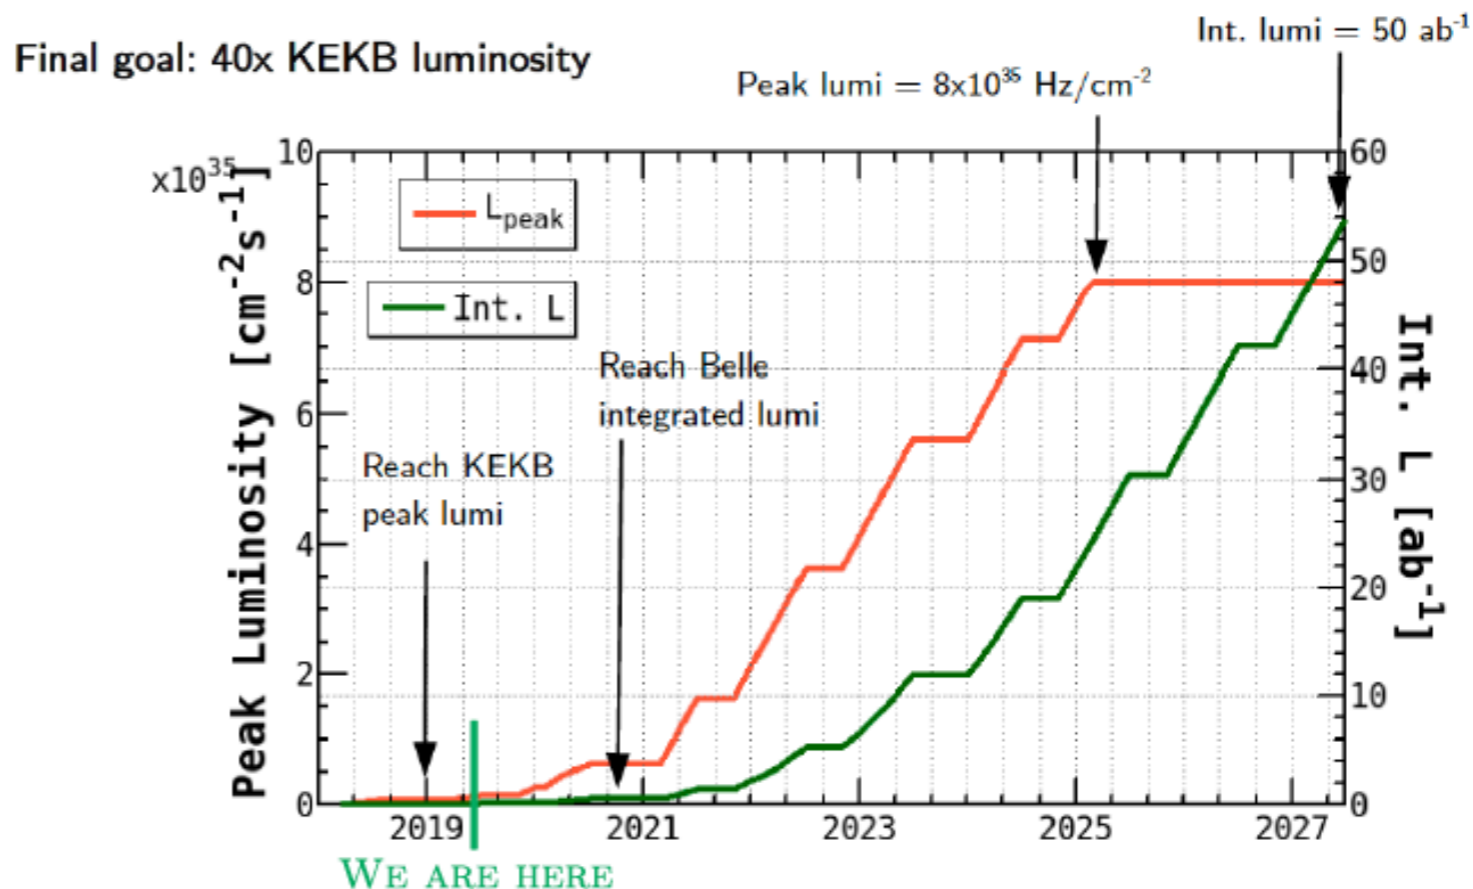 Final goal: 40x KEKB luminosity
Int. lumi = 50 ab⁻¹
Peak lumi = 8x10³⁵ Hz/cm⁻²
x10³⁵
Peak Luminosity [cm⁻²s⁻¹]
10
8
6
4
2
0
L_peak
Int. L
Reach Belle
integrated lumi
Reach KEKB
peak lumi
60
50
40
30
20
10
0
Int. L [ab⁻¹]
2019 2021 2023 2025 2027
WE ARE HERE